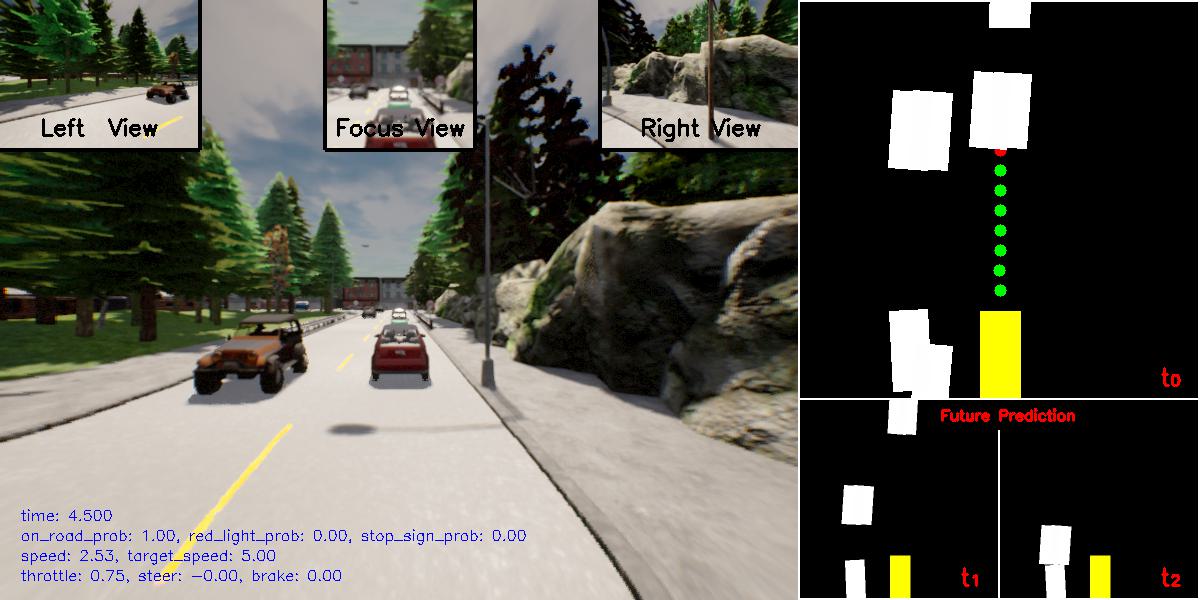 Left View
Focus View
Right View
t0
Future Prediction
time: 4.500
on_road_prob: 1.00, red_light_prob: 0.00, stop_sign_prob: 0.00
speed: 2.53, target_speed: 5.00
throttle: 0.75, steer: −0.00, brake: 0.00
t1
t2